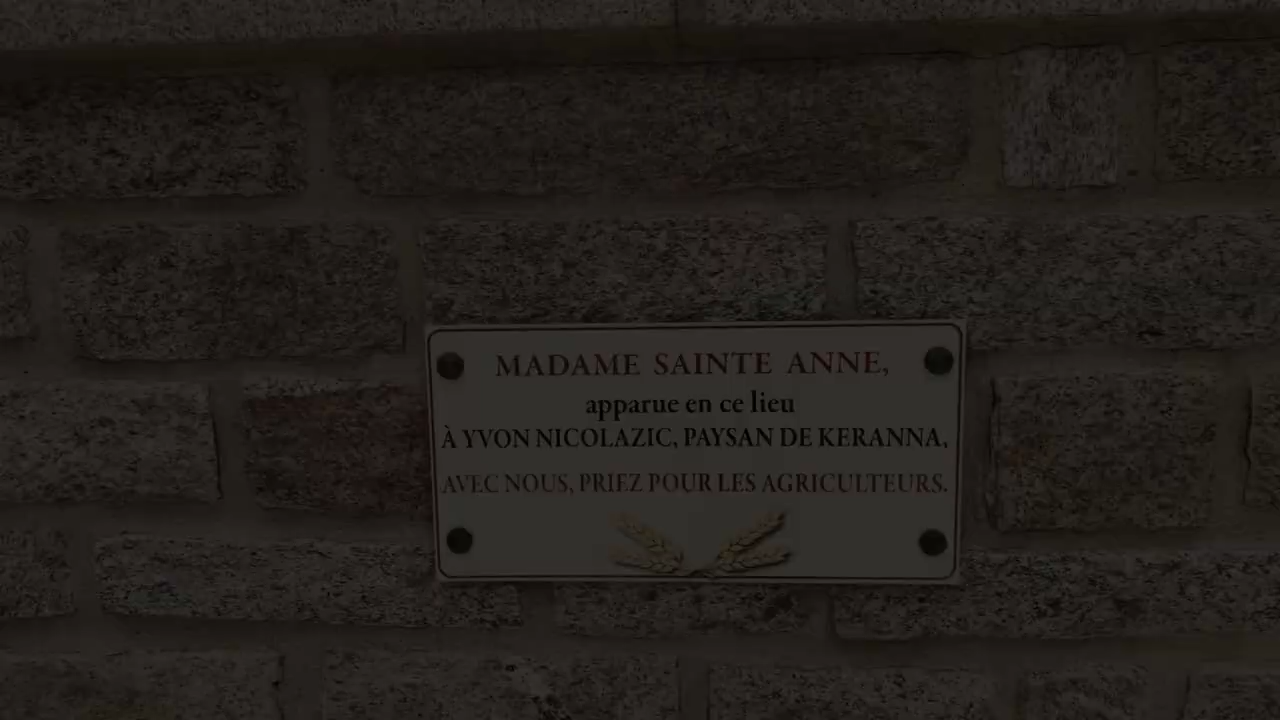 MADAME SAINTE ANNE,
apparue en ce lieu
À YVON NICOLAZIC, PAYSAN DE KERANNA,
AVEC NOUS, PRIEZ POUR LES AGRICULTEURS.